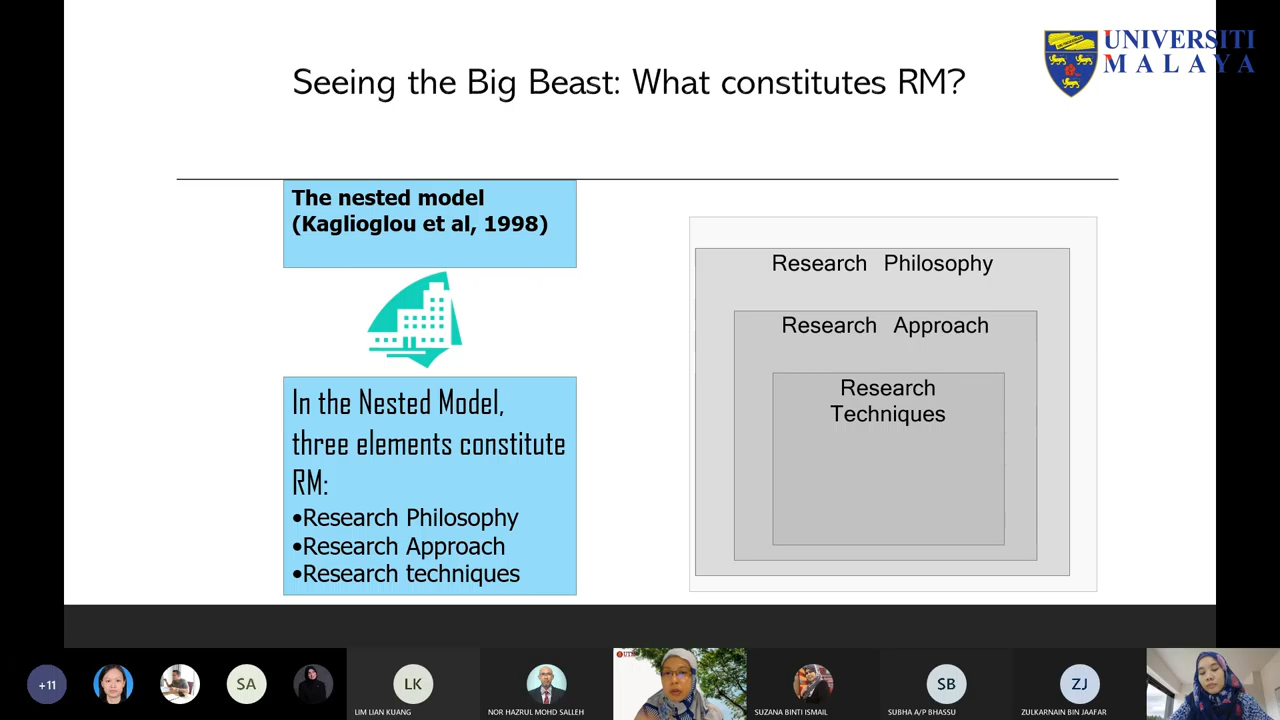 UNIVERSITI
MALAYA
Seeing the Big Beast: What constitutes RM?
The nested model
(Kaglioglou et al, 1998)
In the Nested Model,
three elements constitute
RM:
•Research Philosophy
•Research Approach
•Research techniques
Research Philosophy
Research Approach
Research
Techniques
+11
SA
LK
LIM LIAN KUANG
NOR HAZRUL MOHD SALLEH
SUZANA BINTI ISMAIL
SB
SUBHA A/P BHASSU
ZJ
ZULKARNAIN BIN JAAFAR